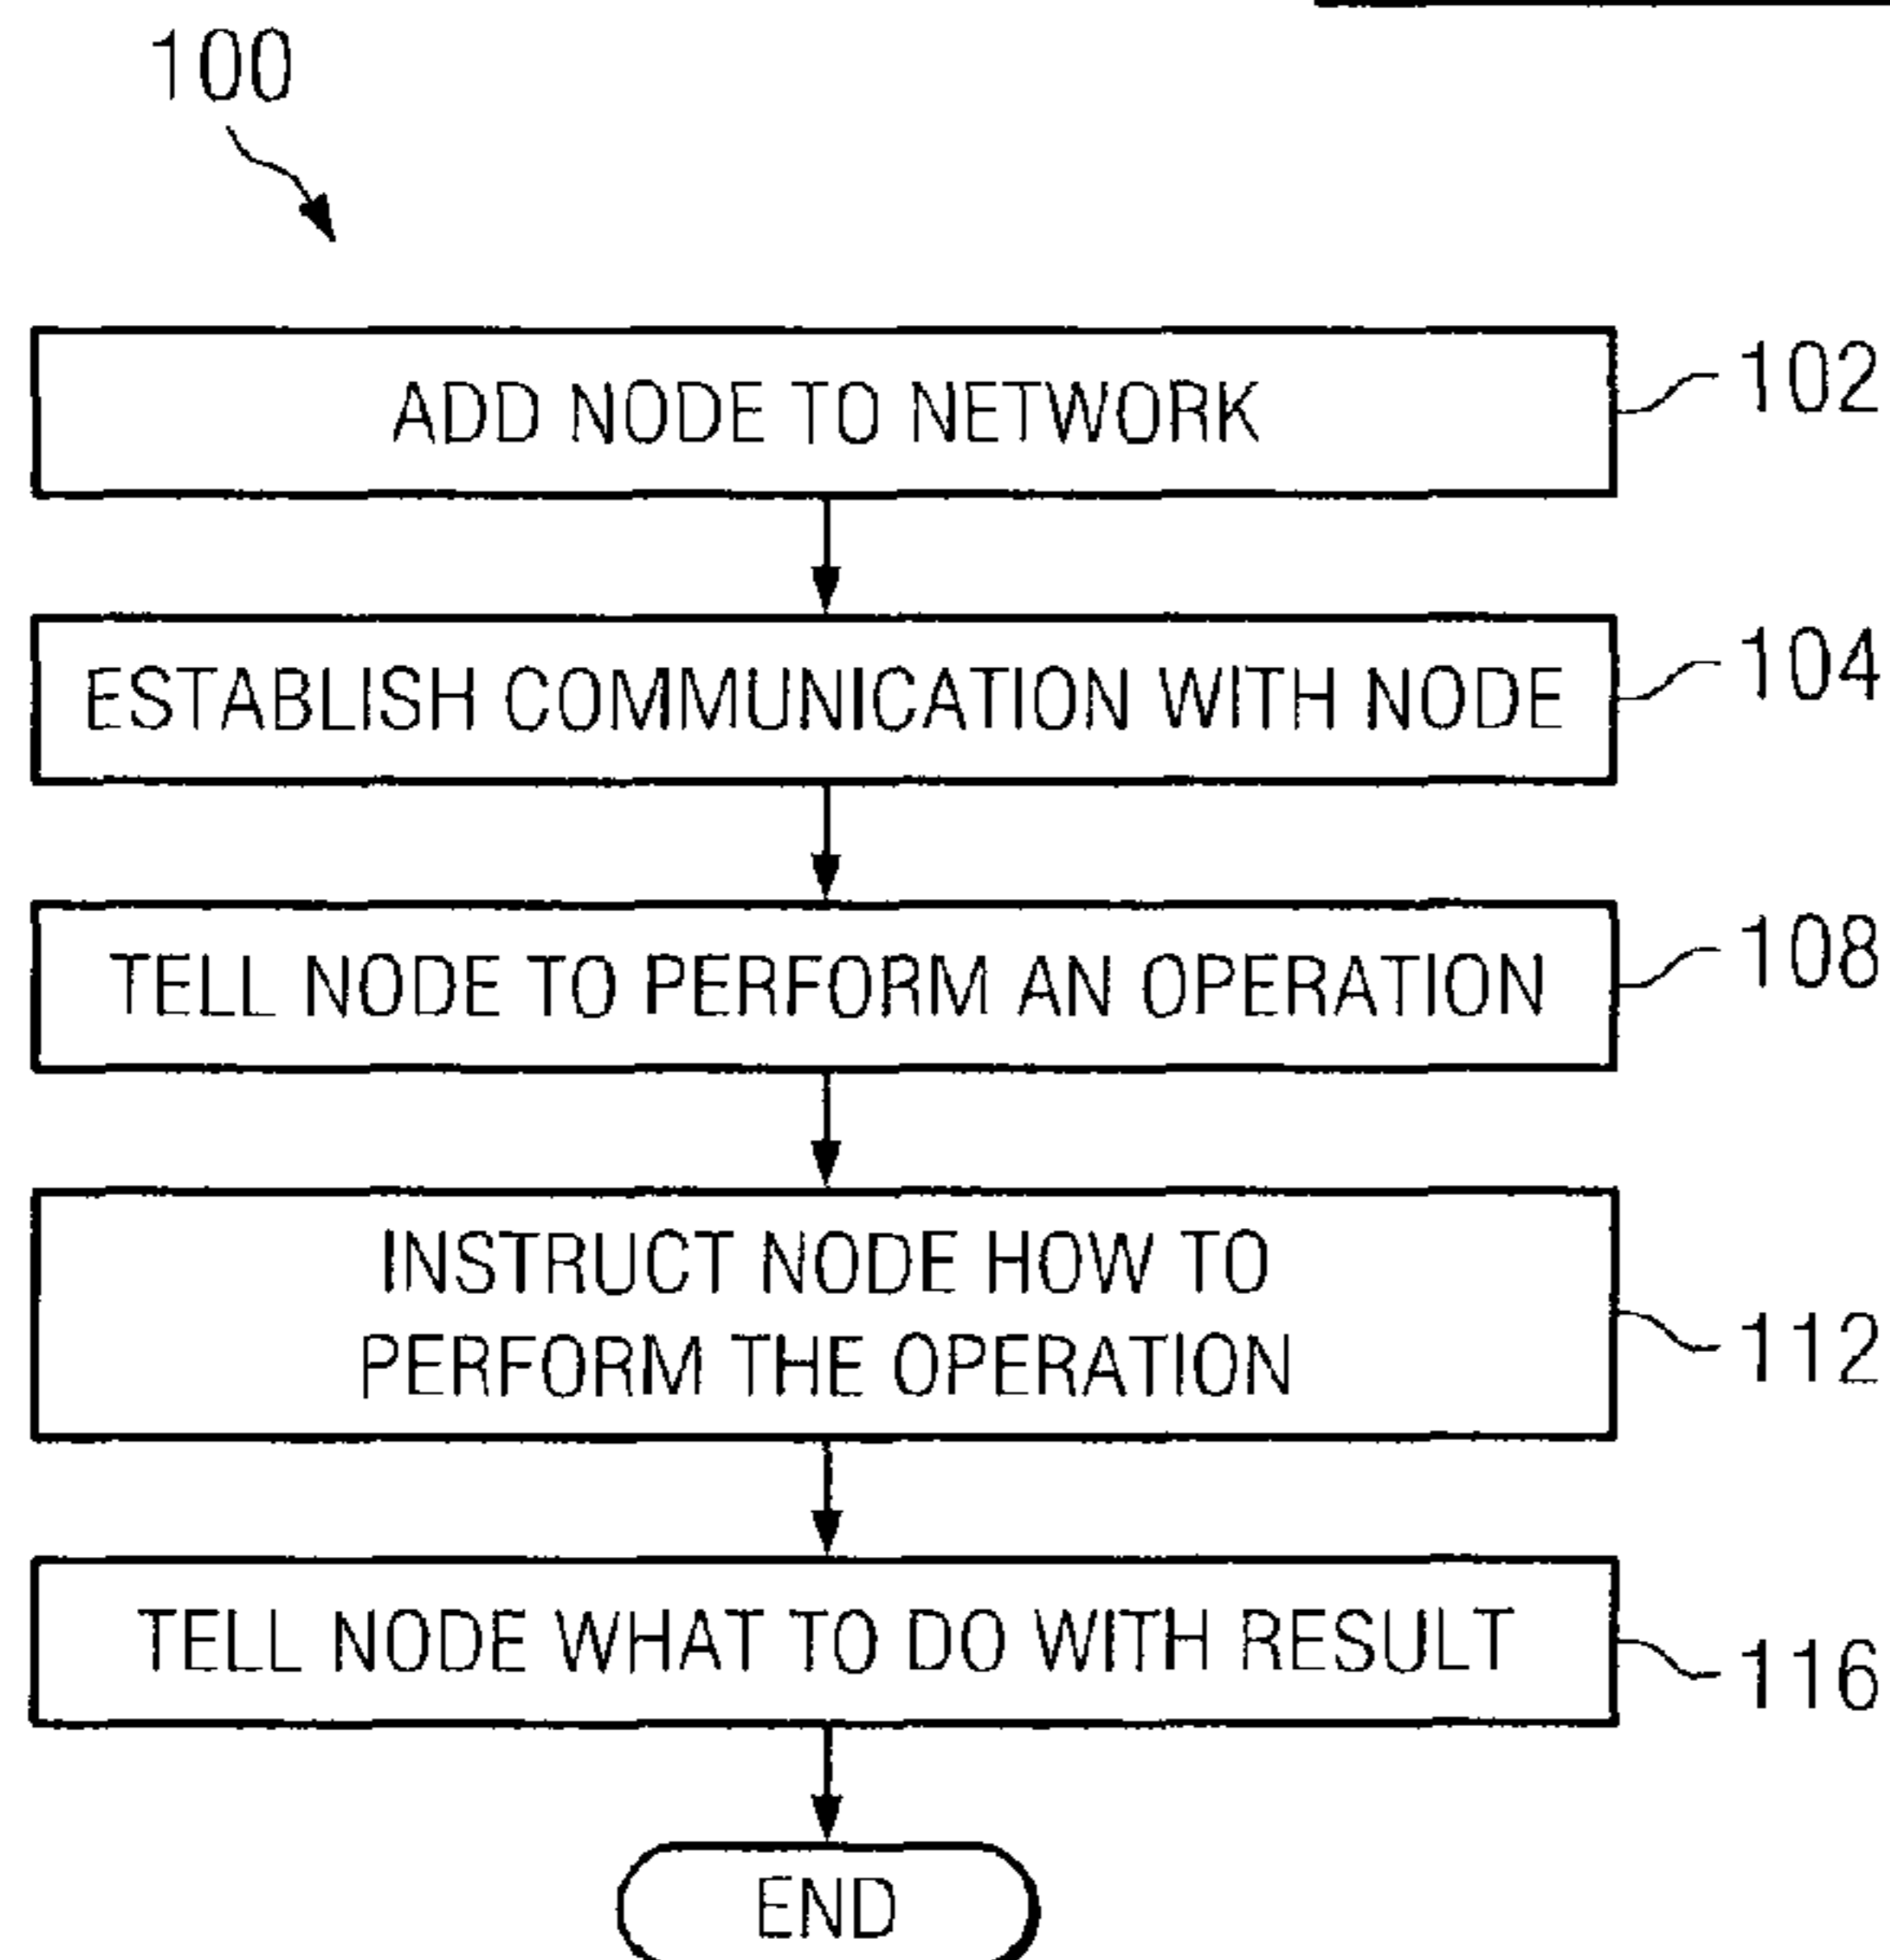 100
ADD NODE TO NETWORK
102
ESTABLISH COMMUNICATION WITH NODE
104
TELL NODE TO PERFORM AN OPERATION
108
INSTRUCT NODE HOW TO
PERFORM THE OPERATION
112
TELL NODE WHAT TO DO WITH RESULT
116
END